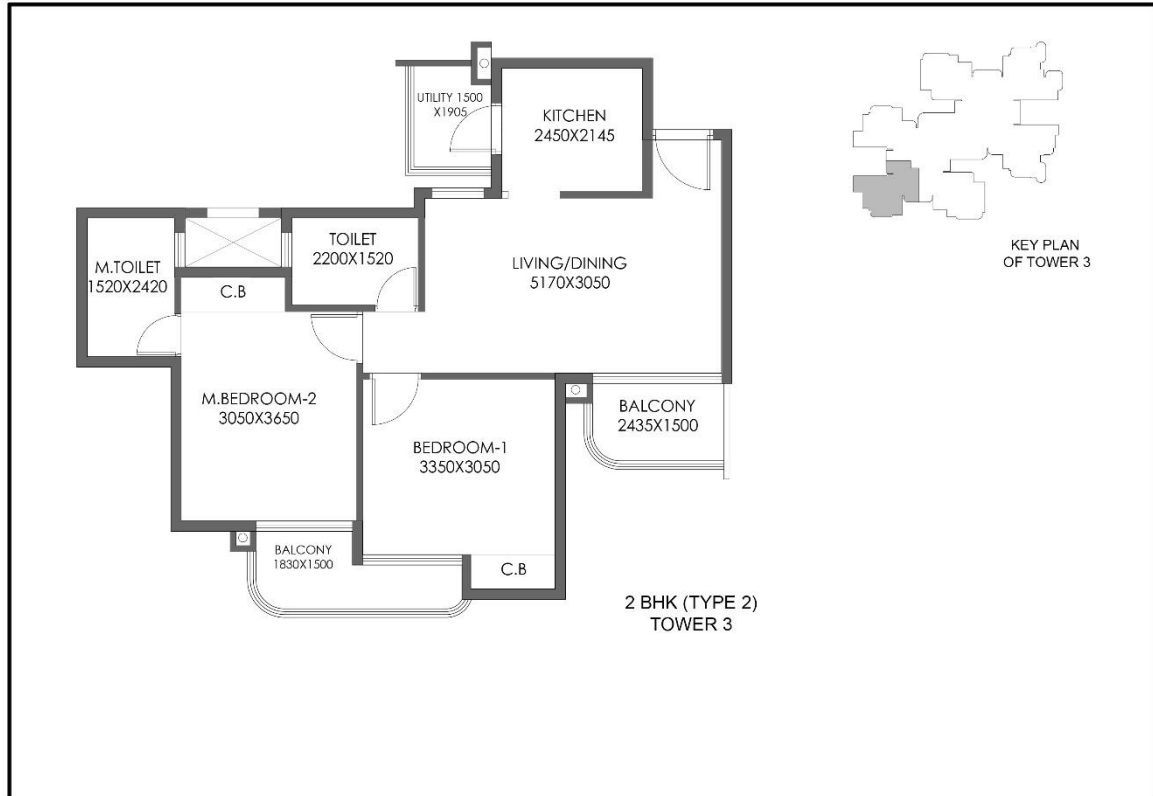 UTILITY 1500
X1905
KITCHEN
2450X2145
KEY PLAN
OF TOWER 3
M.TOILET
1520X2420
TOILET
2200X1520
LIVING/DINING
5170X3050
C.B
M.BEDROOM-2
3050X3650
BEDROOM-1
3350X3050
BALCONY
2435X1500
BALCONY
1830X1500
C.B
2 BHK (TYPE 2)
TOWER 3